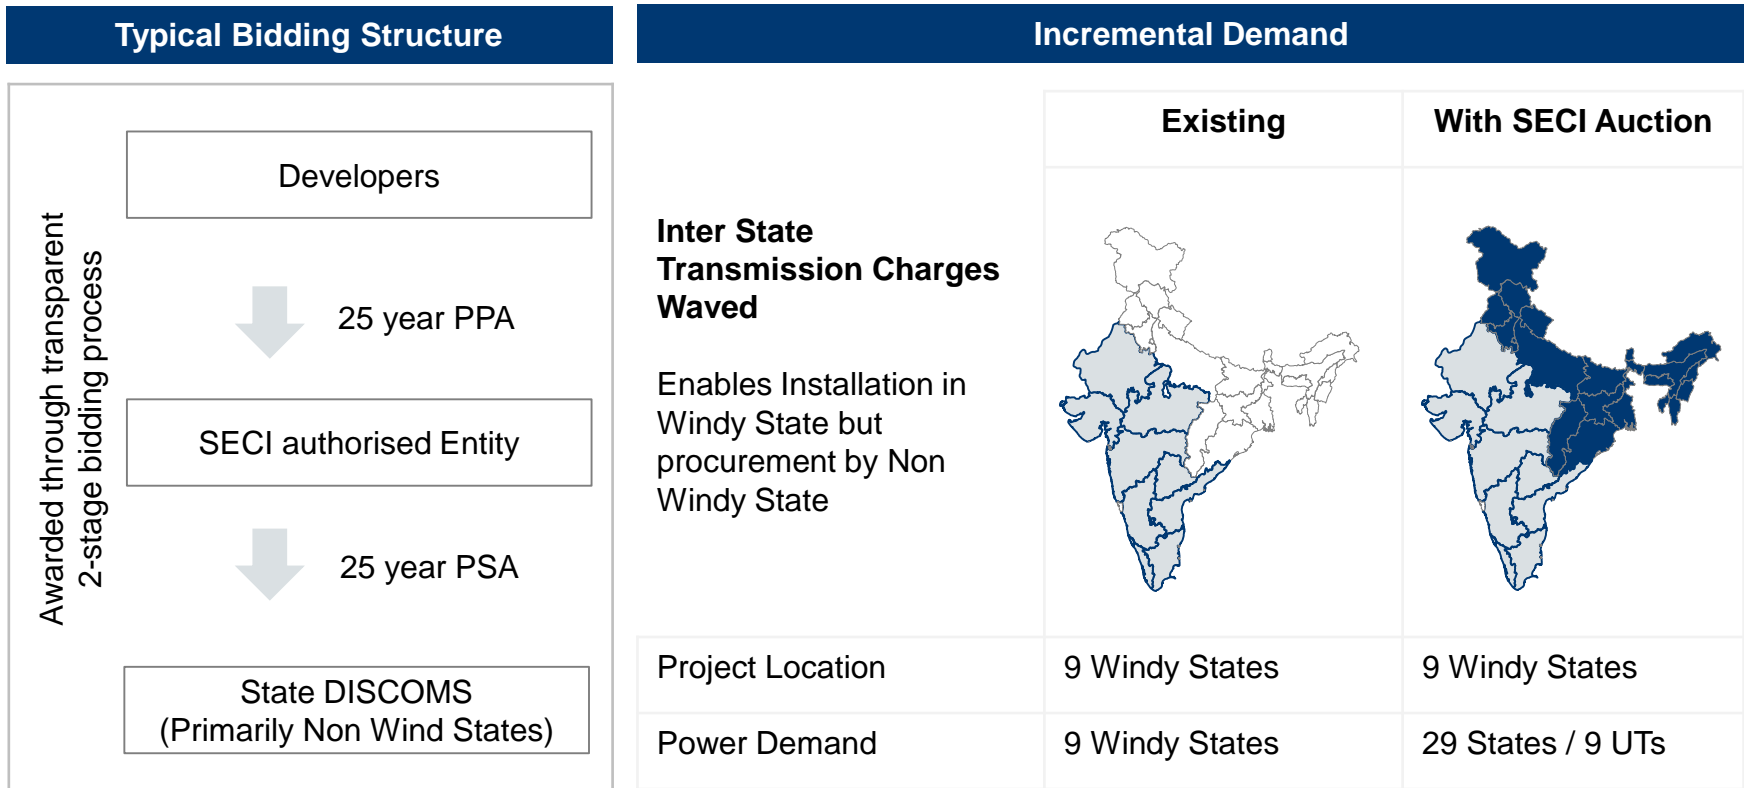 Typical Bidding Structure
Awarded through transparent
2-stage bidding process
Developers
25 year PPA
SECI authorised Entity
25 year PSA
State DISCOMS
(Primarily Non Wind States)
Incremental Demand
Existing
With SECI Auction
Inter State
Transmission Charges
Waved
Enables Installation in
Windy State but
procurement by Non
Windy State
Project Location
9 Windy States
9 Windy States
Power Demand
9 Windy States
29 States / 9 UTs